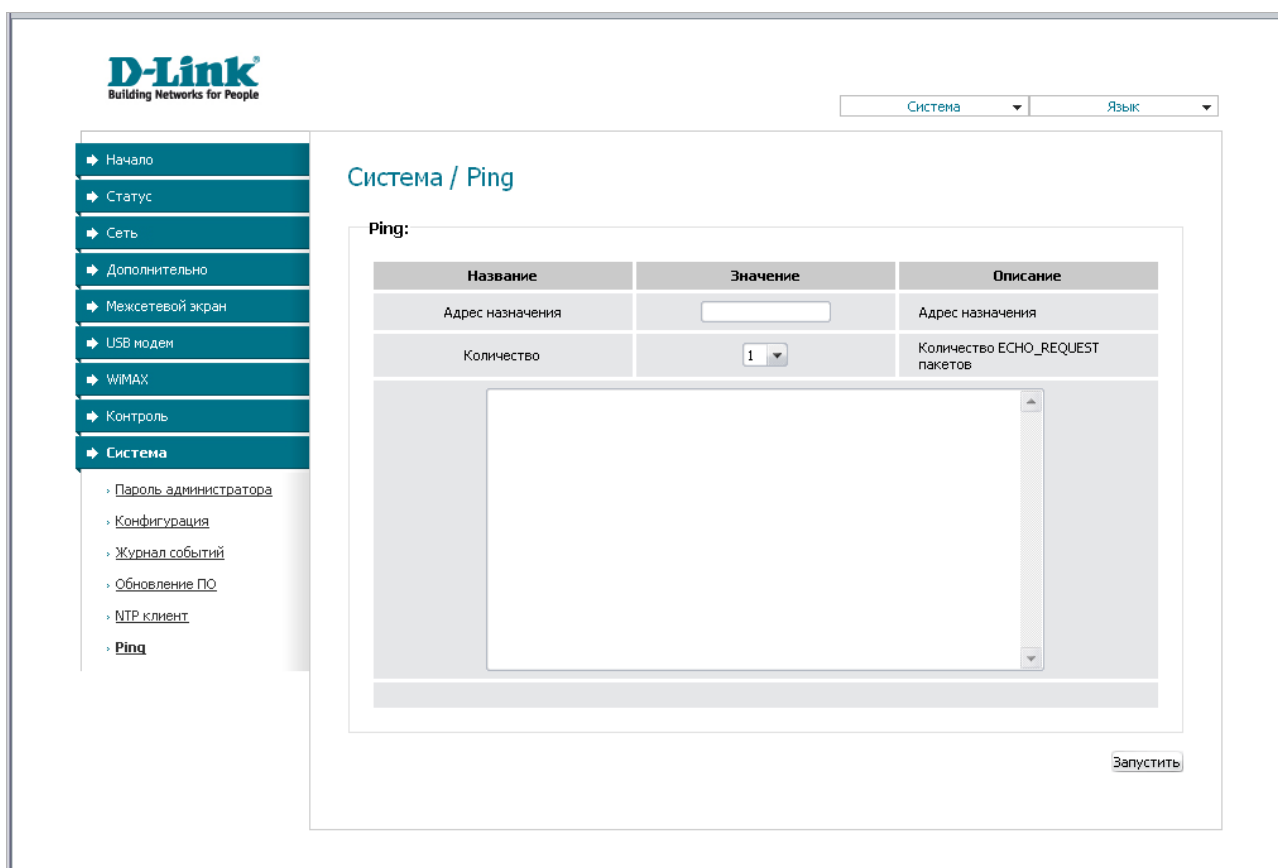 D-Link®
Building Networks for People
Система
Язык
Начало
Статус
Сеть
Дополнительно
Межсетевой экран
USB модем
WiMAX
Контроль
Система
Пароль администратора
Конфигурация
Журнал событий
Обновление ПО
NTP клиент
Ping
Система / Ping
Ping:
Название Значение Описание
Адрес назначения Адрес назначения
Количество 1 Количество ECHO_REQUEST
пакетов
Запустить